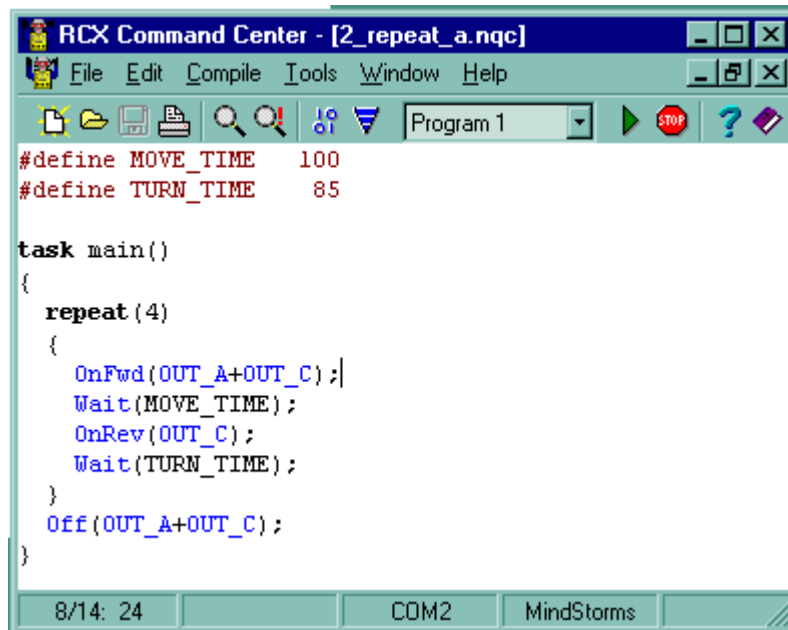 RCX Command Center - [2_repeat_a.nqc]
File Edit Compile Tools Window Help
Program 1 STOP ?
#define MOVE_TIME 100
#define TURN_TIME 85
task main()
{
repeat(4)
{
OnFwd(OUT_A+OUT_C);
Wait(MOVE_TIME);
OnRev(OUT_C);
Wait(TURN_TIME);
}
Off(OUT_A+OUT_C);
}
8/14: 24 COM2 MindStorms